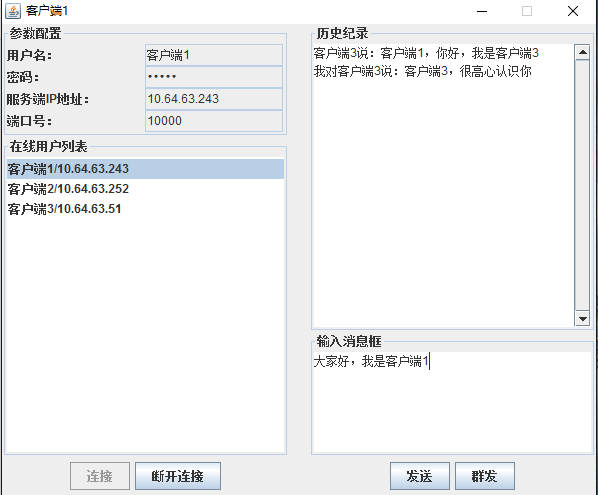 客户端1
参数配置
用户名： 客户端1
密码： •••••
服务端IP地址： 10.64.63.243
端口号： 10000
在线用户列表
客户端1/10.64.63.243
客户端2/10.64.63.252
客户端3/10.64.63.51
连接 断开连接
历史纪录
客户端3说：客户端1，你好，我是客户端3
我对客户端3说：客户端3，很高心认识你
输入消息框
大家好，我是客户端1
发送 群发